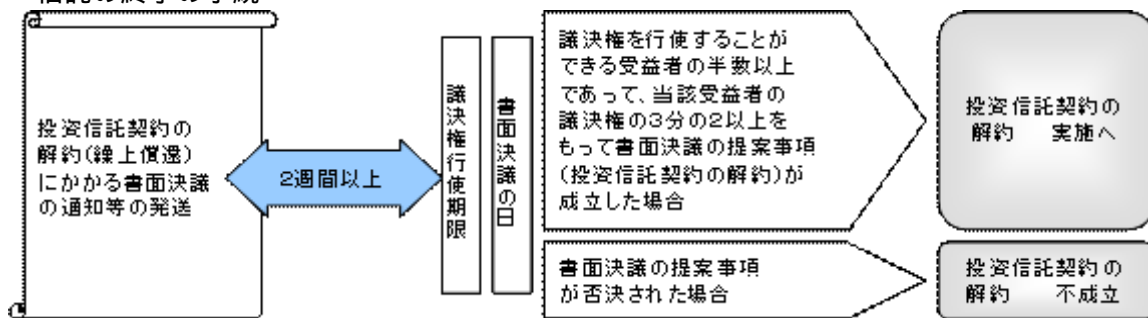 投資信託契約の
解約(繰上償還)
にかかる書面決議
の通知等の発送
2週間以上
議決権行使期限
書面決議の日
議決権を行使することが
できる受益者の半数以上
であって、当該受益者の
議決権の3分の2以上を
もって書面決議の提案事項
(投資信託契約の解約)が
成立した場合
投資信託契約の
解約 実施へ
書面決議の提案事項
が否決された場合
投資信託契約の
解約 不成立